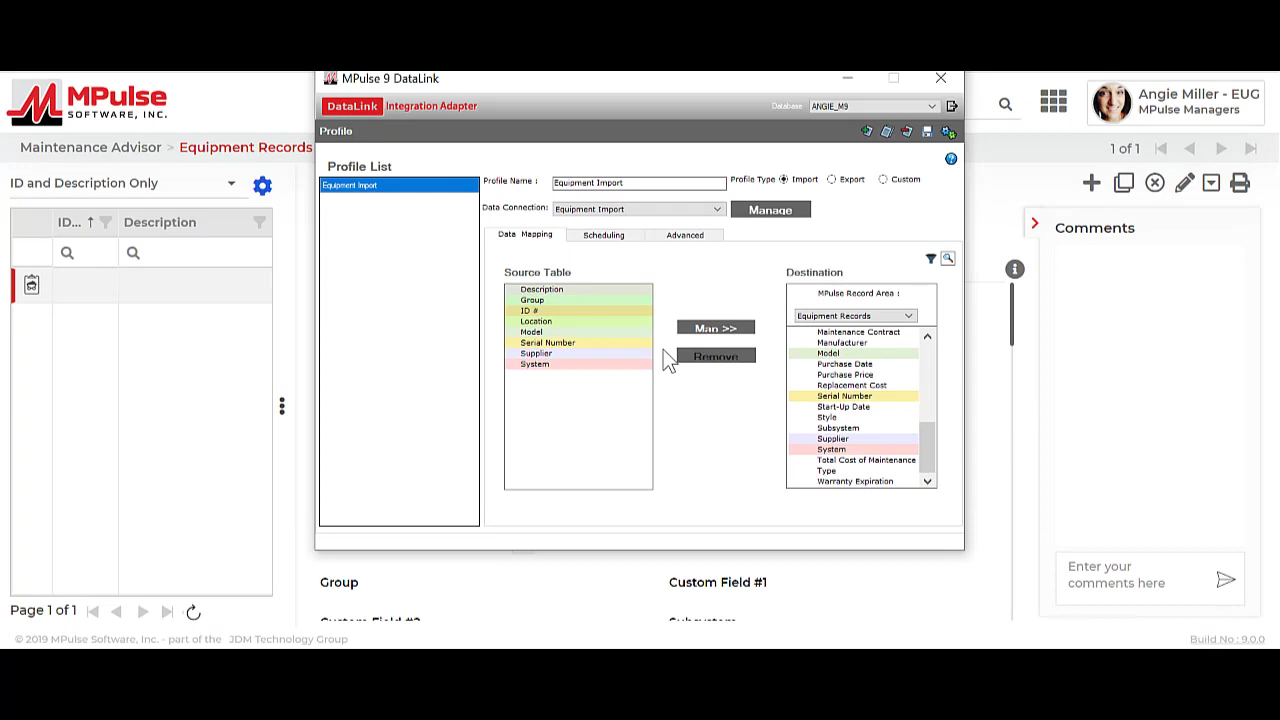 MPulse
SOFTWARE, INC.
Maintenance Advisor > Equipment Records
ID and Description Only
ID... ↑
Description
Page 1 of 1
MPulse 9 DataLink
DataLink Integration Adapter
Database ANGIE_M9
Profile
Profile List
Equipment Import
Profile Name : Equipment Import
Profile Type Import Export Custom
Data Connection: Equipment Import Manage
Data Mapping Scheduling Advanced
Source Table
Description
Group
ID #
Location
Model
Serial Number
Supplier
System
Map >>
Remove
Destination
MPulse Record Area :
Equipment Records
Maintenance Contract
Manufacturer
Model
Purchase Date
Purchase Price
Replacement Cost
Serial Number
Start-Up Date
Style
Subsystem
Supplier
System
Total Cost of Maintenance
Type
Warranty Expiration
Group
Custom Field #1
Custom Field #2
Subsystem
Angie Miller - EUG
MPulse Managers
1 of 1
Comments
Enter your
comments here
© 2019 MPulse Software, Inc. - part of the JDM Technology Group
Build No : 9.0.0